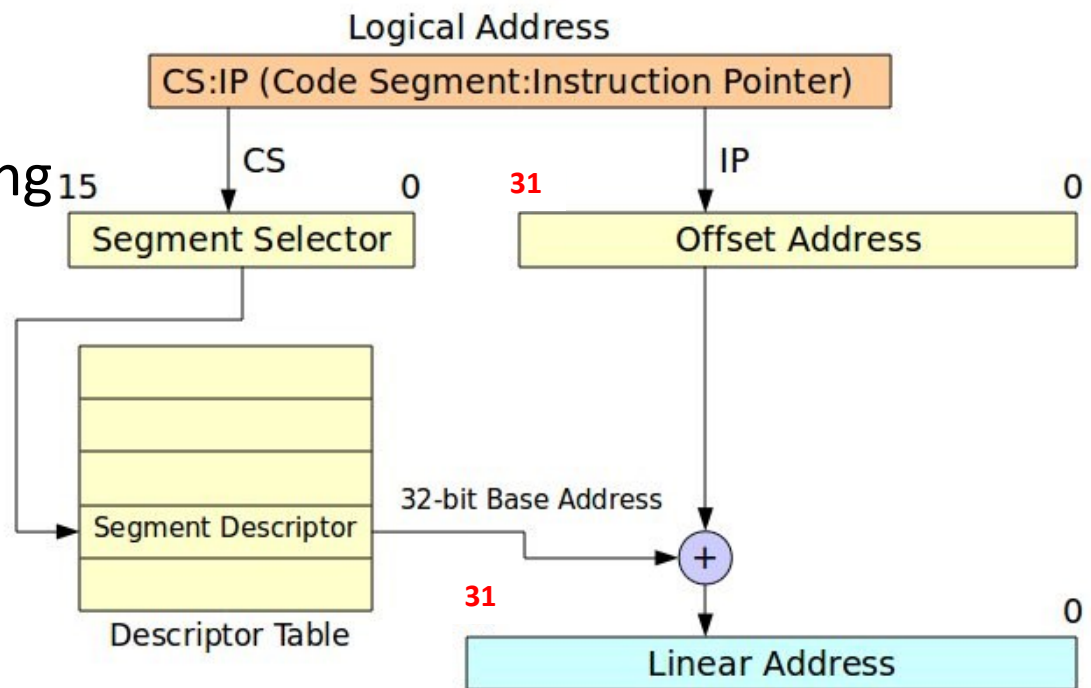 Logical Address
CS:IP (Code Segment:Instruction Pointer)
CS
IP
ng
15
0
31
0
Segment Selector
Offset Address
32-bit Base Address
Segment Descriptor
+
31
0
Descriptor Table
Linear Address